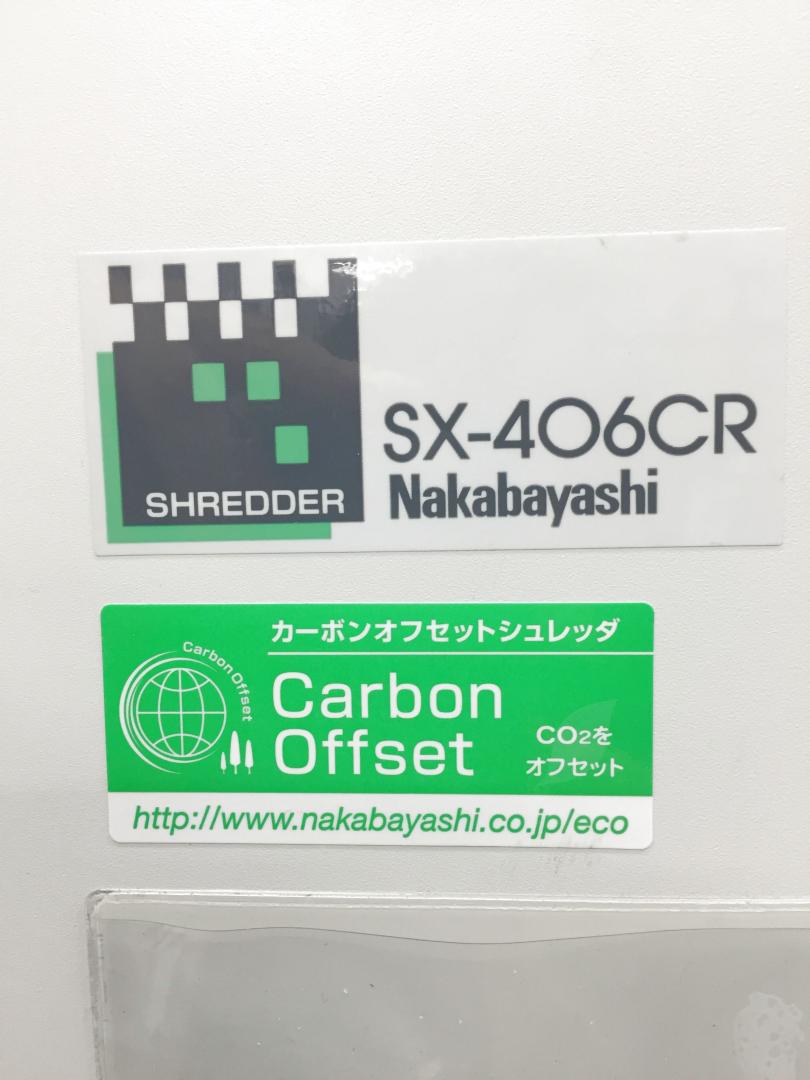 SHREDDER
SX-406CR
Nakabayashi
カーボンオフセットシュレッダ
Carbon Offset
Carbon
Offset
CO2を
オフセット
http://www.nakabayashi.co.jp/eco